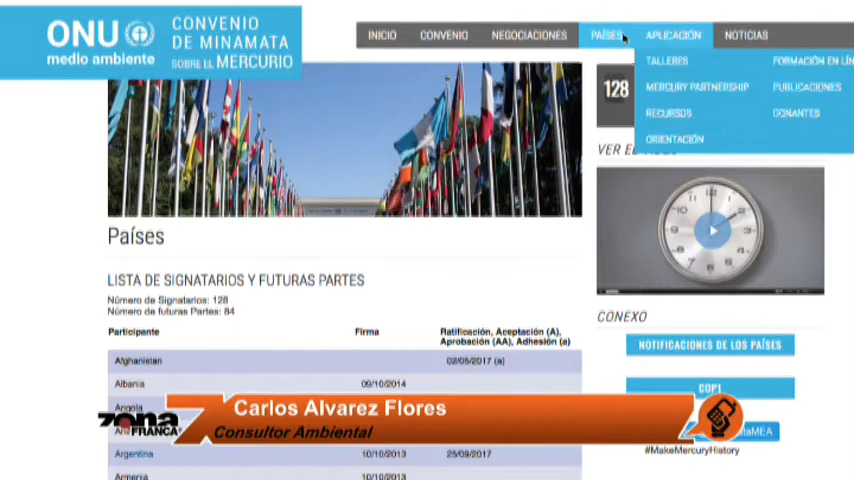 ONU
medio ambiente
CONVENIO
DE MINAMATA
SOBRE EL MERCURIO
INICIO CONVENIO NEGOCIACIONES PAÍSES APLICACIÓN NOTICIAS
TALLERES FORMACIÓN EN LÍN
MERCURY PARTNERSHIP PUBLICACIONES
RECURSOS DONANTES
ORIENTACIÓN
128
VER EL
12
Países
LISTA DE SIGNATARIOS Y FUTURAS PARTES
Número de Signatarios: 128
Número de futuras Partes: 84
Participante Firma Ratificación, Aceptación (A),
Aprobación (AA), Adhesión (a)
Afghanistan 02/05/2017 (a)
Albania 09/10/2014
Angola
Argentina 10/10/2013 25/09/2017
Armenia 10/10/2013
CONEXO
NOTIFICACIONES DE LOS PAÍSES
COP1
taMEA
#MakeMercuryHistory
zona
FRANCA
Carlos Alvarez Flores
Consultor Ambiental